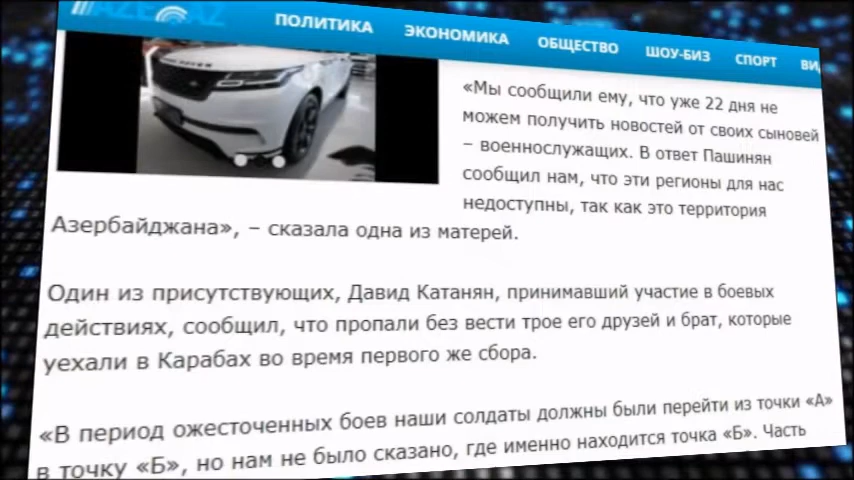 AZE.AZ
ПОЛИТИКА ЭКОНОМИКА ОБЩЕСТВО ШОУ-БИЗ СПОРТ
«Мы сообщили ему, что уже 22 дня не
можем получить новостей от своих сыновей
– военнослужащих. В ответ Пашинян
сообщил нам, что эти регионы для нас
недоступны, так как это территория
Азербайджана», – сказала одна из матерей.
Один из присутствующих, Давид Катанян, принимавший участие в боевых
действиях, сообщил, что пропали без вести трое его друзей и брат, которые
уехали в Карабах во время первого же сбора.
«В период ожесточенных боев наши солдаты должны были перейти из точки «А»
в точку «Б», но нам не было сказано, где именно находится точка «Б». Часть